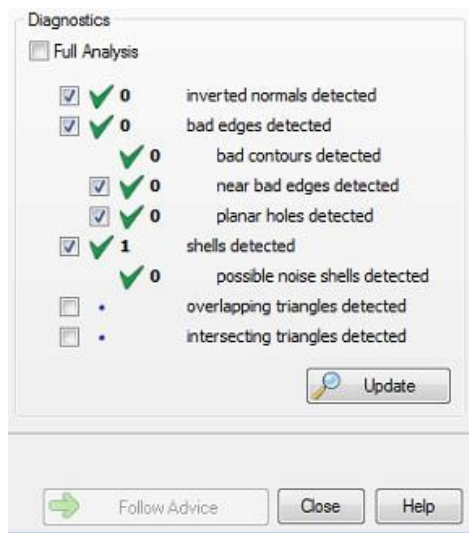 Diagnostics
Full Analysis
0 inverted normals detected
0 bad edges detected
0 bad contours detected
0 near bad edges detected
0 planar holes detected
1 shells detected
0 possible noise shells detected
overlapping triangles detected
intersecting triangles detected
Update
Follow Advice Close Help